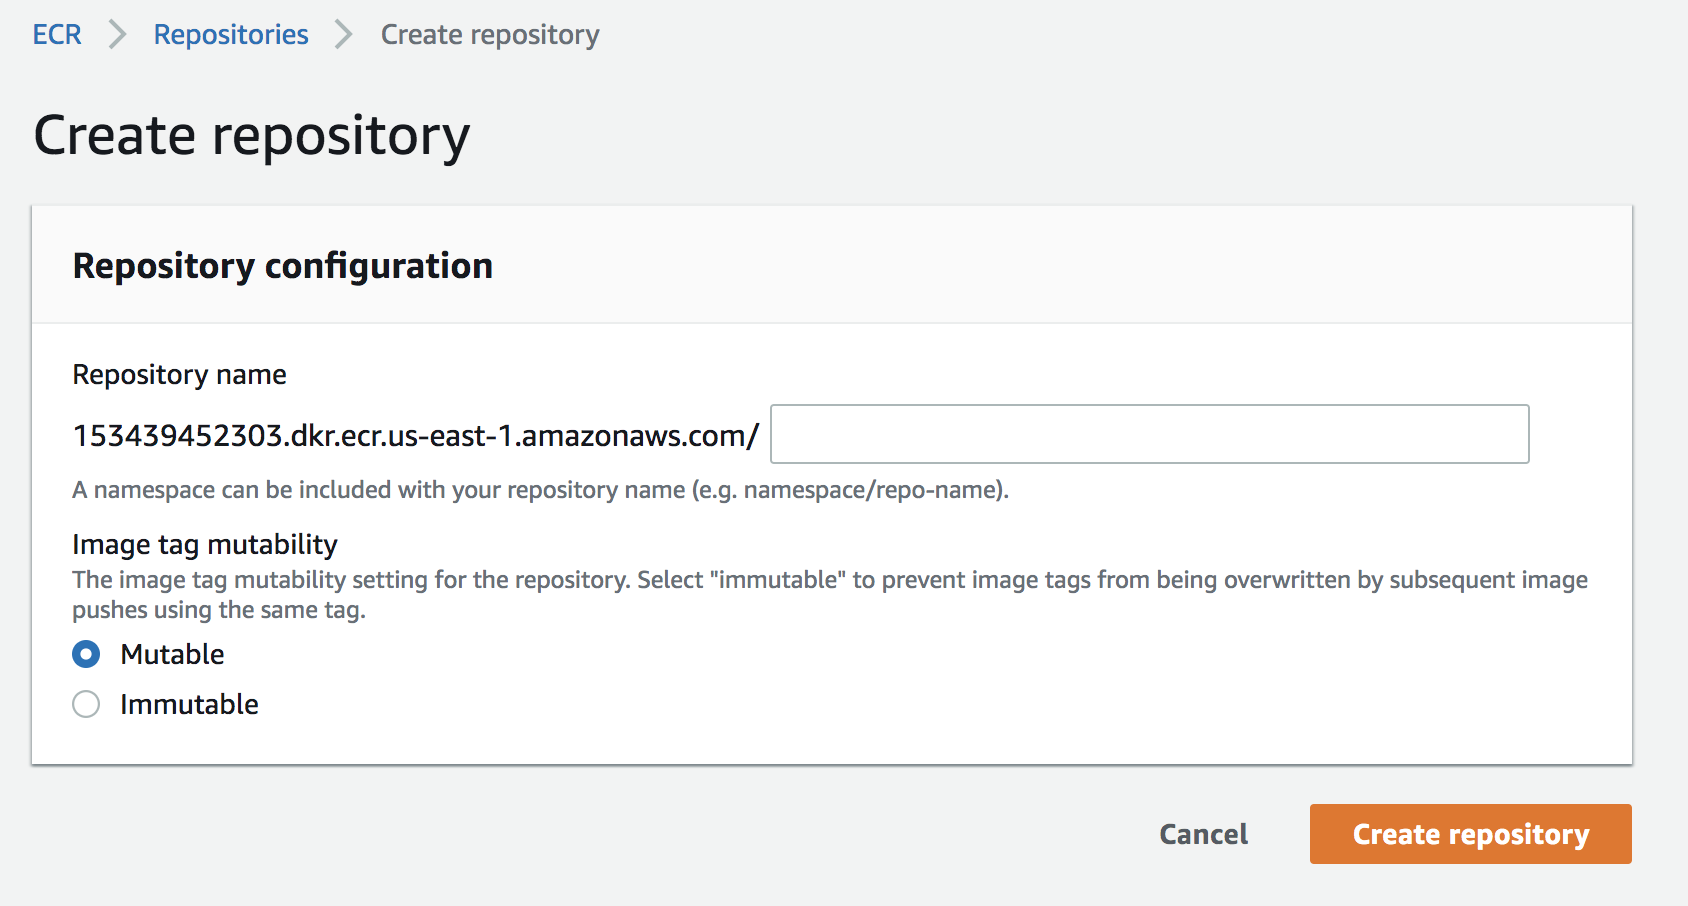 ECR Repositories Create repository
Create repository
Repository configuration
Repository name
153439452303.dkr.ecr.us-east-1.amazonaws.com/
A namespace can be included with your repository name (e.g. namespace/repo-name).
Image tag mutability
The image tag mutability setting for the repository. Select "immutable" to prevent image tags from being overwritten by subsequent image
pushes using the same tag.
Mutable
Immutable
Cancel Create repository